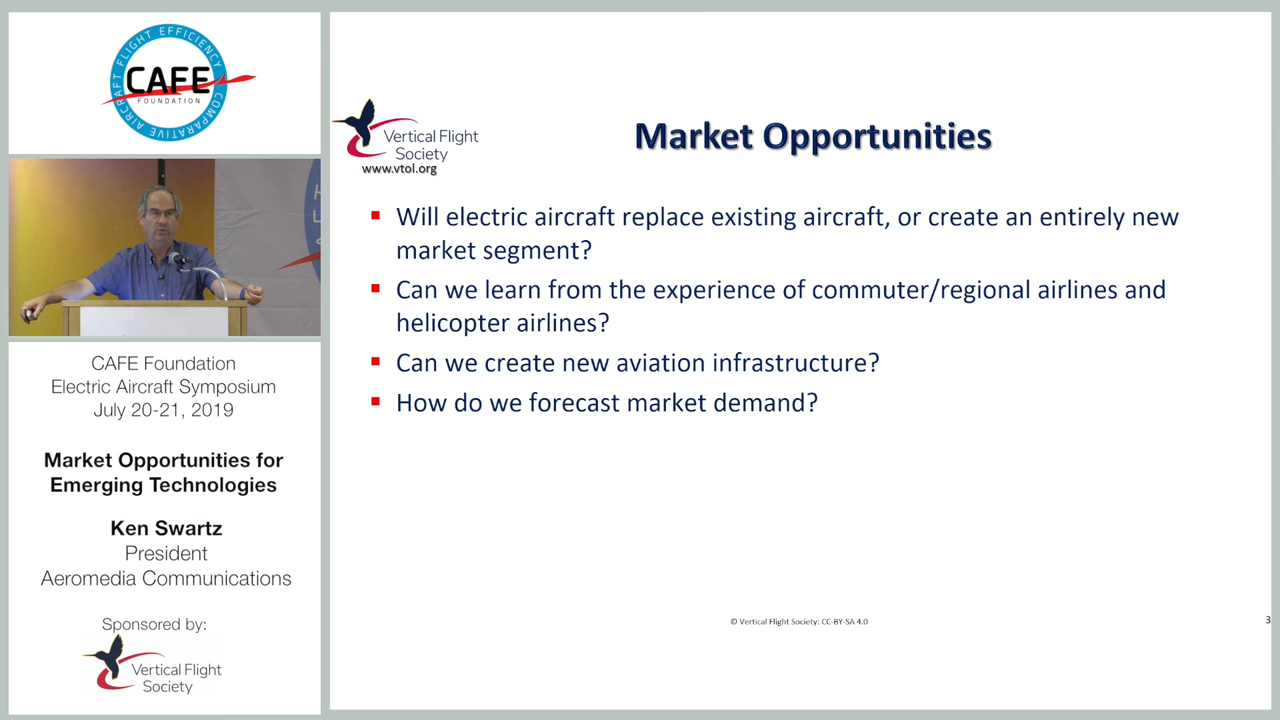 AIRCRAFT FLIGHT EFFICIENCY
CAFE
FOUNDATION
COMPARATIVE
CAFE Foundation
Electric Aircraft Symposium
July 20-21, 2019
Market Opportunities for
Emerging Technologies
Ken Swartz
President
Aeromedia Communications
Sponsored by:
Vertical Flight
Society
Vertical Flight
Society
www.vtol.org
Market Opportunities
Will electric aircraft replace existing aircraft, or create an entirely new
market segment?
Can we learn from the experience of commuter/regional airlines and
helicopter airlines?
Can we create new aviation infrastructure?
How do we forecast market demand?
© Vertical Flight Society: CC-BY-SA 4.0
3